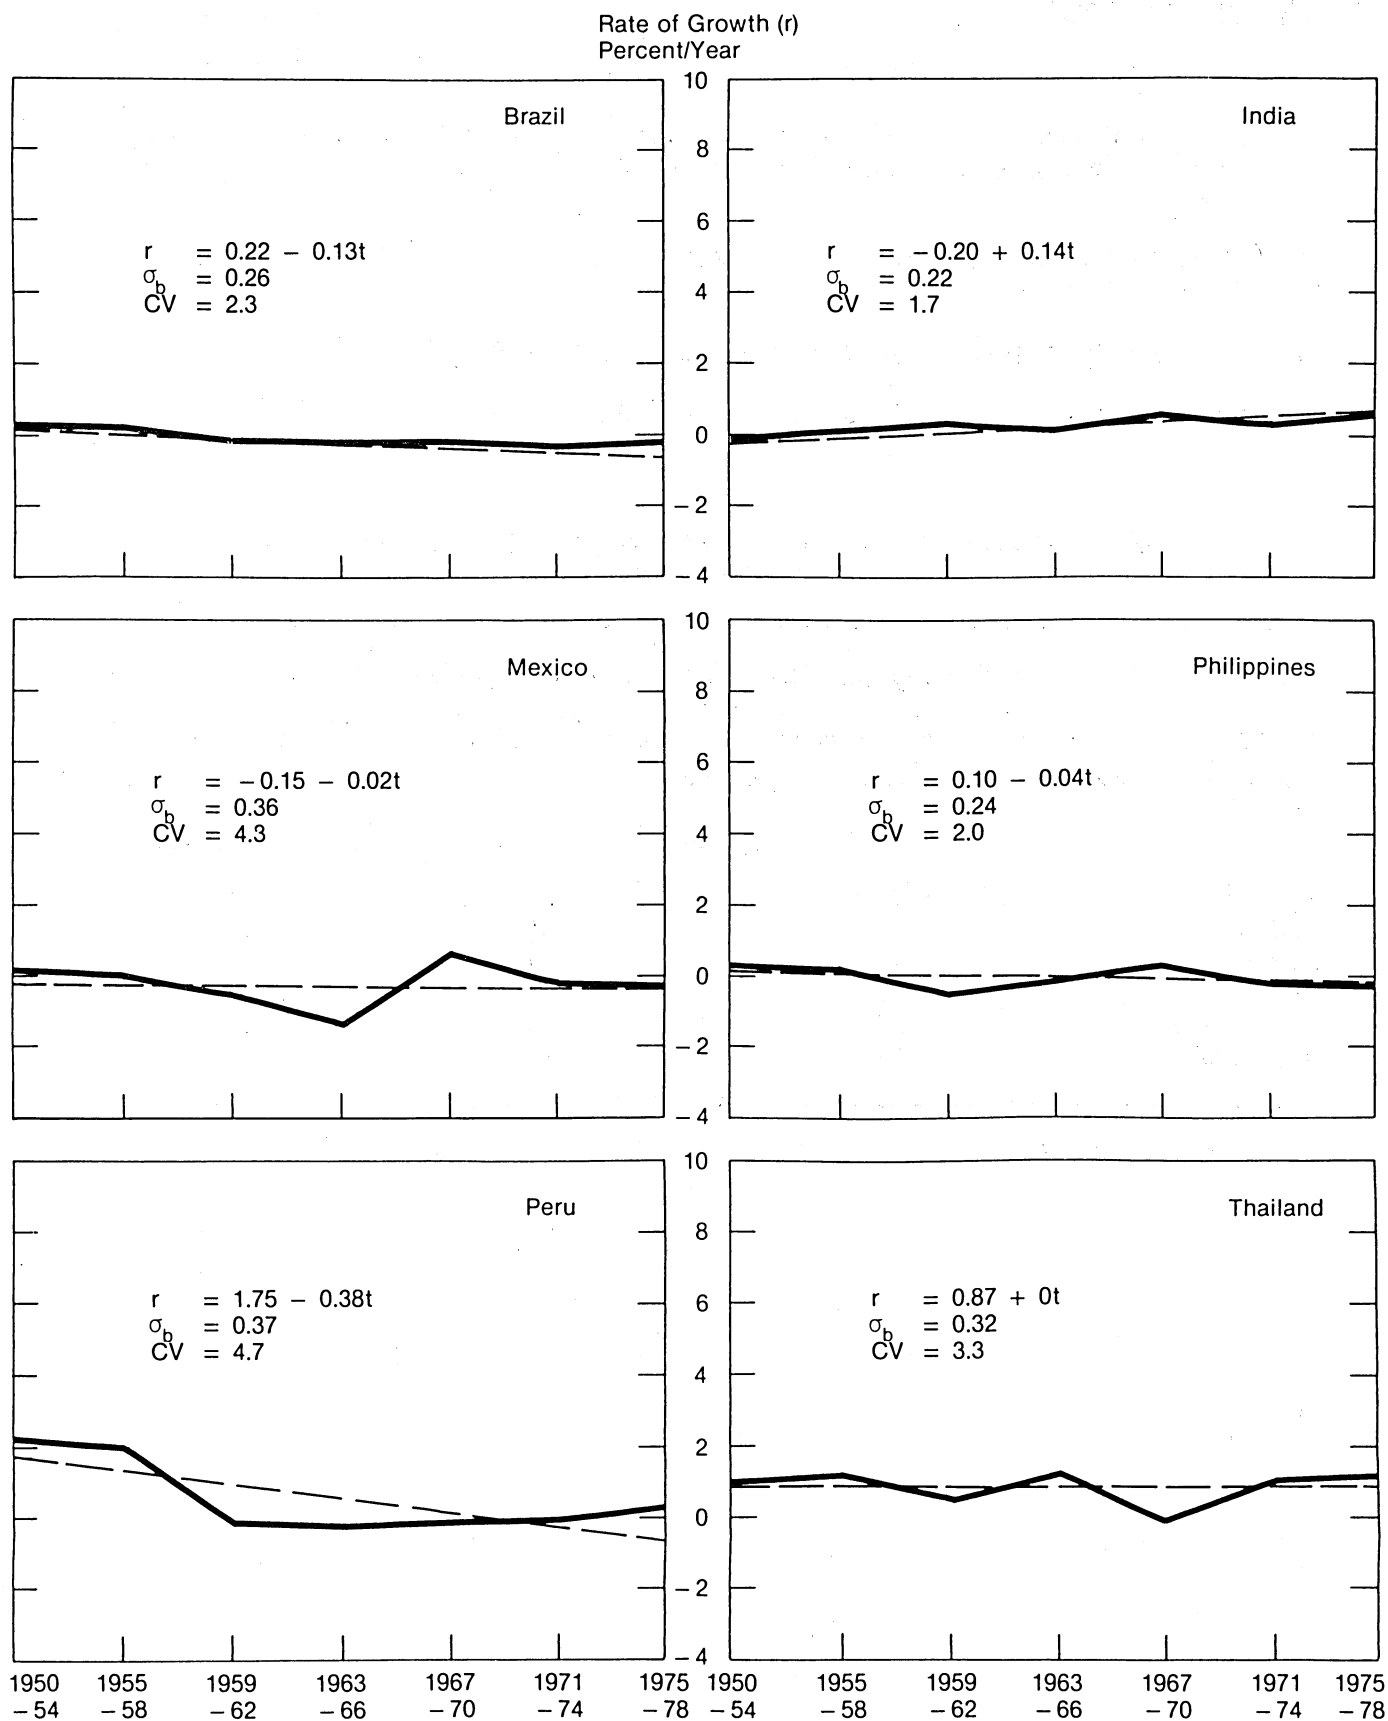 Rate of Growth (r)
Percent/Year
Brazil
r = 0.22 − 0.13t
σb = 0.26
CV = 2.3
10
8
6
4
2
0
−2
−4
India
r = −0.20 + 0.14t
σb = 0.22
CV = 1.7
Mexico
r = −0.15 − 0.02t
σb = 0.36
CV = 4.3
10
8
6
4
2
0
−2
−4
Philippines
r = 0.10 − 0.04t
σb = 0.24
CV = 2.0
Peru
r = 1.75 − 0.38t
σb = 0.37
CV = 4.7
10
8
6
4
2
0
−2
−4
Thailand
r = 0.87 + 0t
σb = 0.32
CV = 3.3
1950 1955 1959 1963 1967 1971 1975 1950 1955 1959 1963 1967 1971 1975
−54 −58 −62 −66 −70 −74 −78 −54 −58 −62 −66 −70 −74 −78